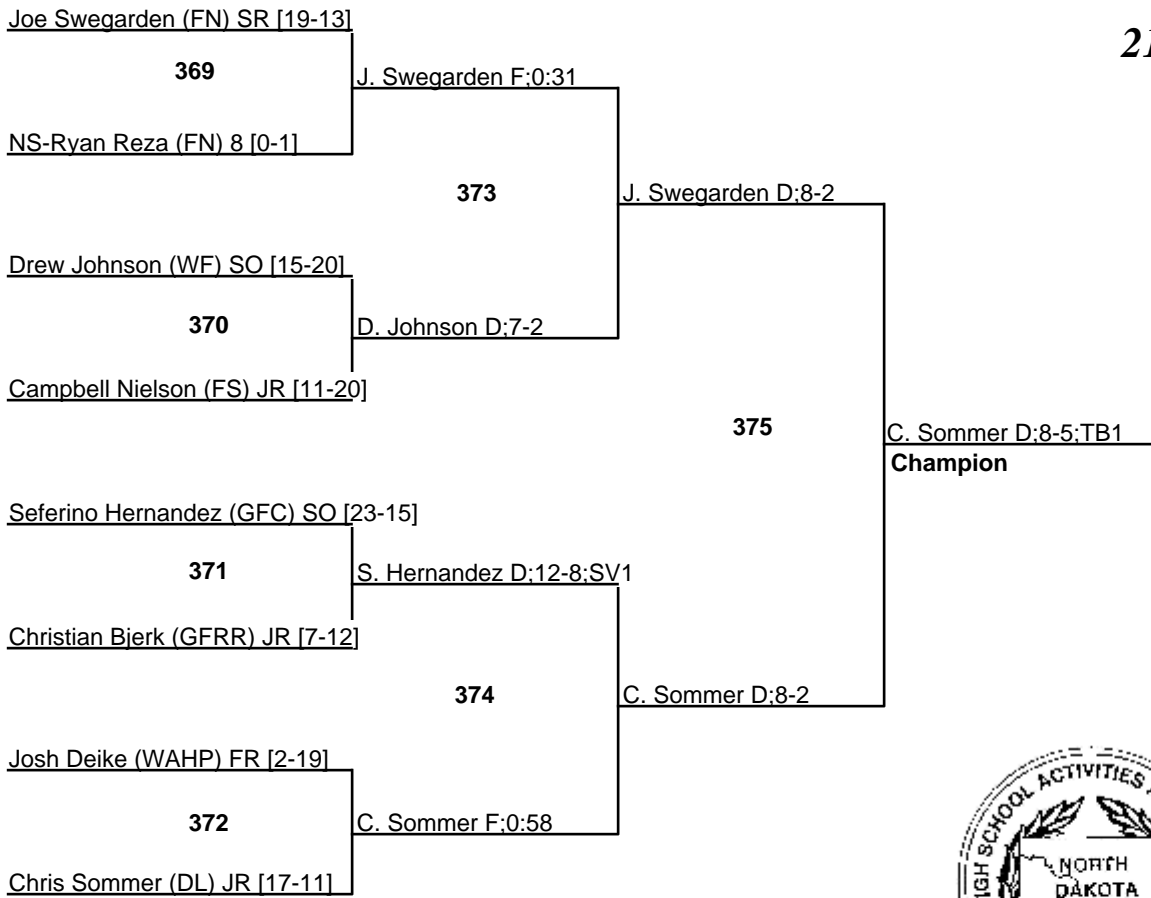 Joe Swegarden (FN) SR [19-13]
369
J. Swegarden F;0:31
NS-Ryan Reza (FN) 8 [0-1]
373
J. Swegarden D;8-2
Drew Johnson (WF) SO [15-20]
370
D. Johnson D;7-2
Campbell Nielson (FS) JR [11-20]
375
C. Sommer D;8-5;TB1
Champion
Seferino Hernandez (GFC) SO [23-15]
371
S. Hernandez D;12-8;SV1
Christian Bjerk (GFRR) JR [7-12]
374
C. Sommer D;8-2
Josh Deike (WAHP) FR [2-19]
372
C. Sommer F;0:58
Chris Sommer (DL) JR [17-11]
SCHOOL ACTIVITIES
NORTH
DAKOTA